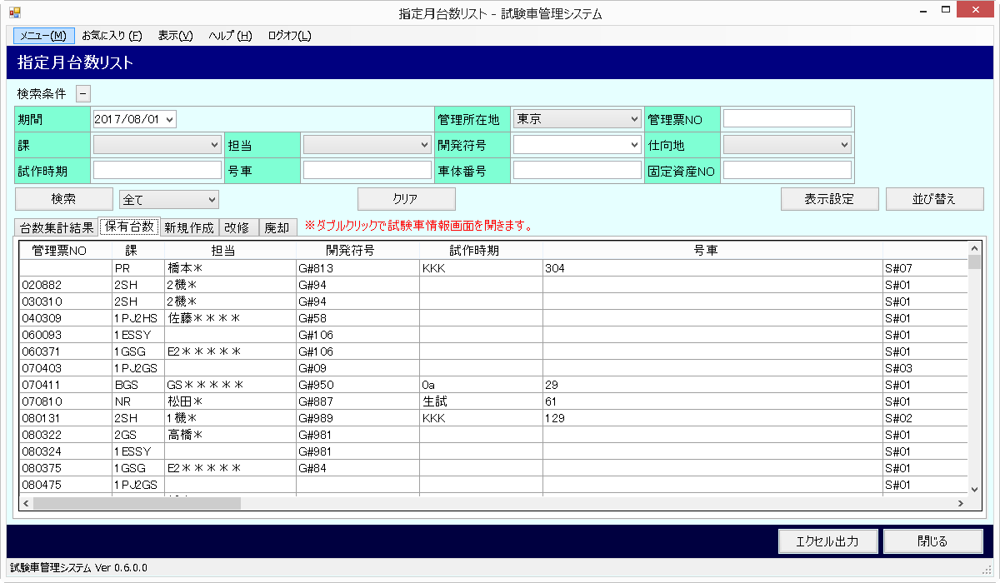 指定月台数リスト - 試験車管理システム
メニュー(M) お気に入り(F) 表示(V) ヘルプ(H) ログオフ(L)
指定月台数リスト
検索条件 −
期間 2017/08/01 管理所在地 東京 管理票NO
課 担当 開発符号 仕向地
試作時期 号車 車体番号 固定資産NO
検索 全て クリア 表示設定 並び替え
台数集計結果 保有台数 新規作成 改修 廃却 ※ダブルクリックで試験車情報画面を開きます。
管理票NO 課 担当 開発符号 試作時期 号車
PR 橋本＊ G#813 KKK 304 S#07
020882 2SH 2機＊ G#94 S#01
030310 2SH 2機＊ G#94 S#01
040309 1PJ2HS 佐藤＊＊＊＊ G#58 S#01
060093 1ESSY G#106 S#01
060371 1GSG E2＊＊＊＊＊ G#106 S#01
070403 1PJ2GS G#09 S#03
070411 BGS GS＊＊＊＊＊ G#950 0a 29 S#01
070810 NR 松田＊ G#887 生試 61 S#01
080131 2SH 1機＊ G#989 KKK 129 S#02
080322 2GS 高橋＊ G#981 S#01
080324 1ESSY G#981 S#01
080375 1GSG E2＊＊＊＊＊ G#84 S#01
080475 1PJ2GS S#01
エクセル出力 閉じる
試験車管理システム Ver 0.6.0.0